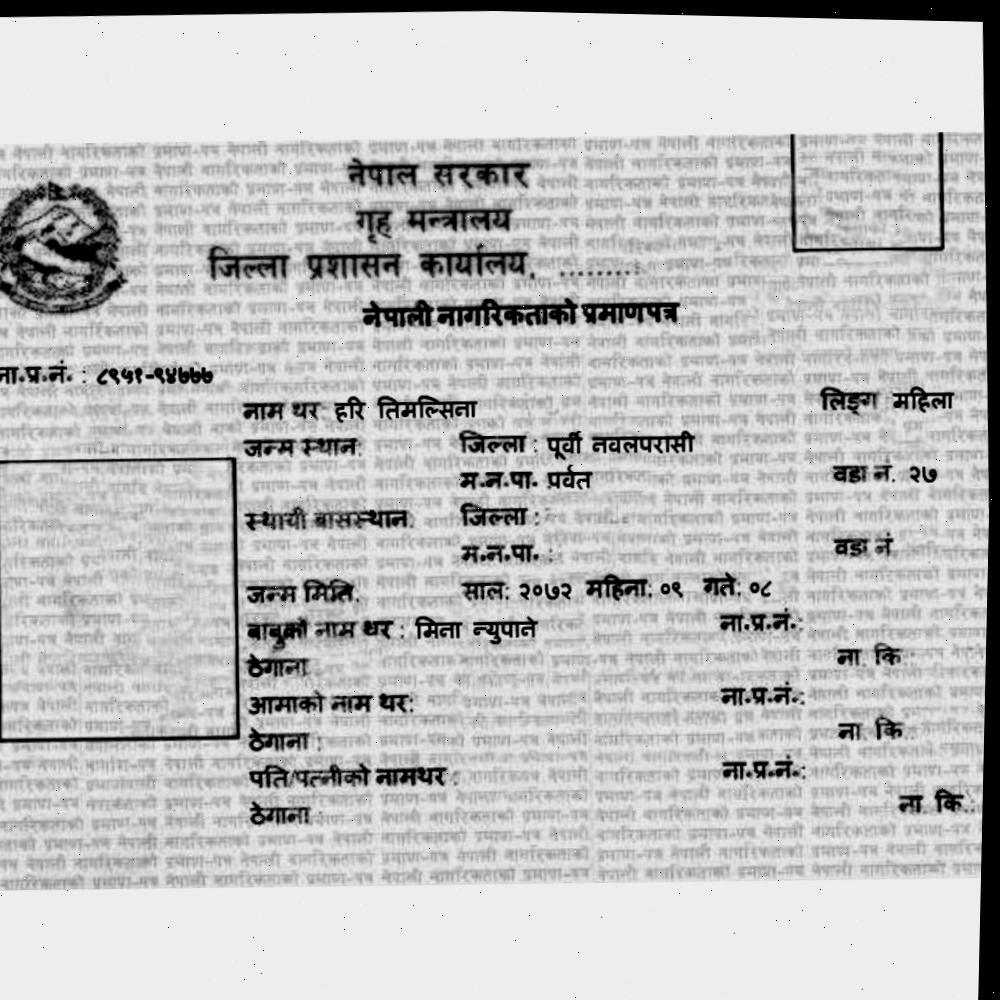 नेपाल सरकार
गृह मन्त्रालय
जिल्ला प्रशासन कार्यालय, .........
नेपाली नागरिकताको प्रमाणपत्र
ना.प्र.नं. : ८९५१-९४७७७
नाम थर: हरि तिमल्सिना लिङ्ग महिला
जन्म स्थान: जिल्ला : पूर्वी नवलपरासी
म.न.पा. पर्वत वडा नं. २७
स्थायी बासस्थान: जिल्ला :
म.न.पा. : वडा नं.
जन्म मिति. साल: २०७२ महिना: ०९ गते: ०८
बाबुको नाम थर : मिना न्युपाने ना.प्र.नं.:
ठेगाना ना. कि.:
आमाको नाम थर: ना.प्र.नं.:
ठेगाना : ना. कि.:
पति/पत्नीको नामथर : ना.प्र.नं.:
ठेगाना : ना. कि.: